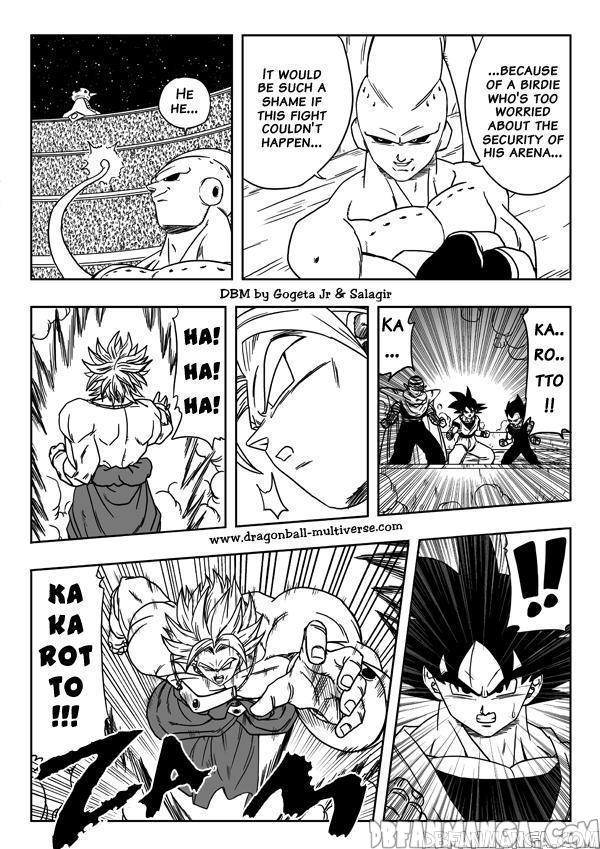 HE
HE...
IT WOULD
BE SUCH A
SHAME IF
THIS FIGHT
COULDN'T
HAPPEN...
...BECAUSE
OF A BIRDIE
WHO'S TOO
WORRIED
ABOUT THE
SECURITY OF
HIS ARENA...
DBM by Gogeta Jr & Salagir
HA!
HA!
HA!
KA
...
KA..
RO..
TTO
!!
www.dragonball-multiverse.com
KA
KA
ROT
TO
!!!
!!
ZAM